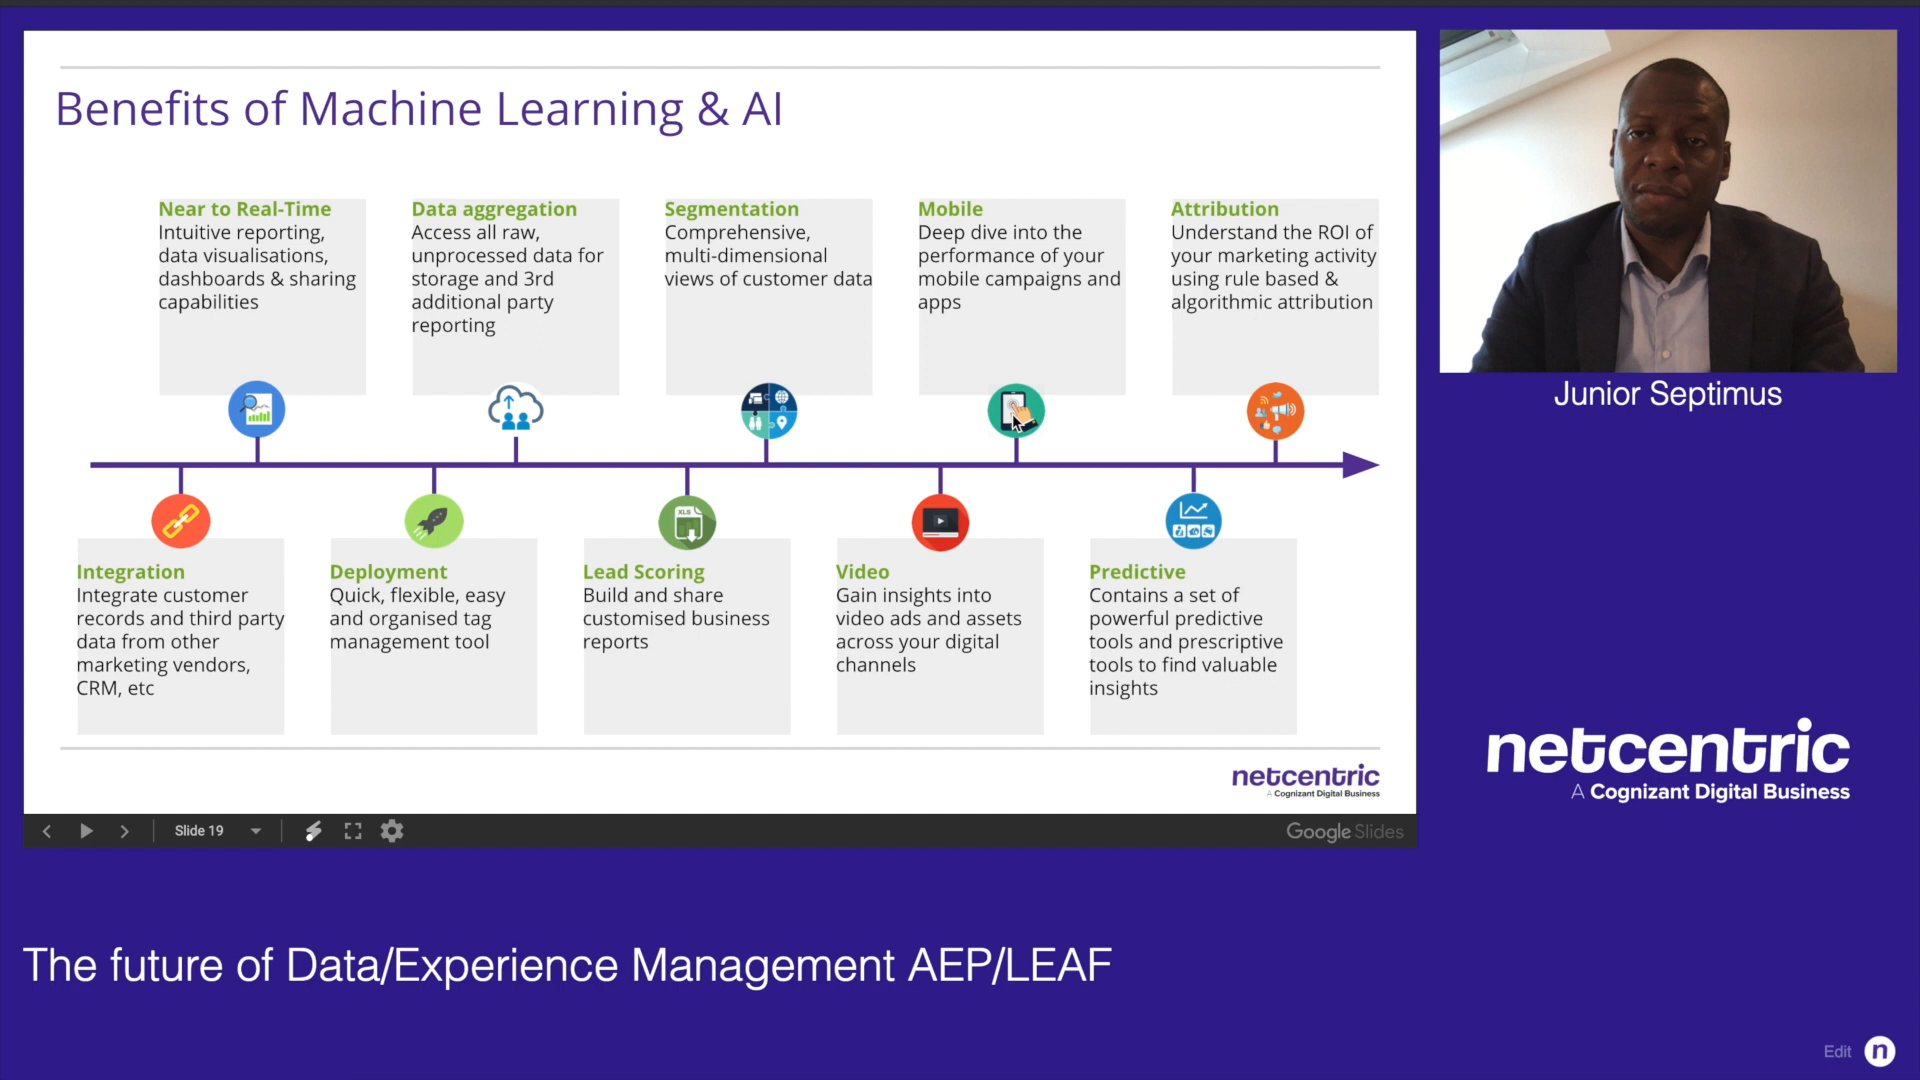 Benefits of Machine Learning & AI
Near to Real-Time
Intuitive reporting,
data visualisations,
dashboards & sharing
capabilities
Data aggregation
Access all raw,
unprocessed data for
storage and 3rd
additional party
reporting
Segmentation
Comprehensive,
multi-dimensional
views of customer data
Mobile
Deep dive into the
performance of your
mobile campaigns and
apps
Attribution
Understand the ROI of
your marketing activity
using rule based &
algorithmic attribution
XLS
Integration
Integrate customer
records and third party
data from other
marketing vendors,
CRM, etc
Deployment
Quick, flexible, easy
and organised tag
management tool
Lead Scoring
Build and share
customised business
reports
Video
Gain insights into
video ads and assets
across your digital
channels
Predictive
Contains a set of
powerful predictive
tools and prescriptive
tools to find valuable
insights
netcentric
A Cognizant Digital Business
Slide 19
Google Slides
Junior Septimus
netcentric
A Cognizant Digital Business
The future of Data/Experience Management AEP/LEAF
Edit
n